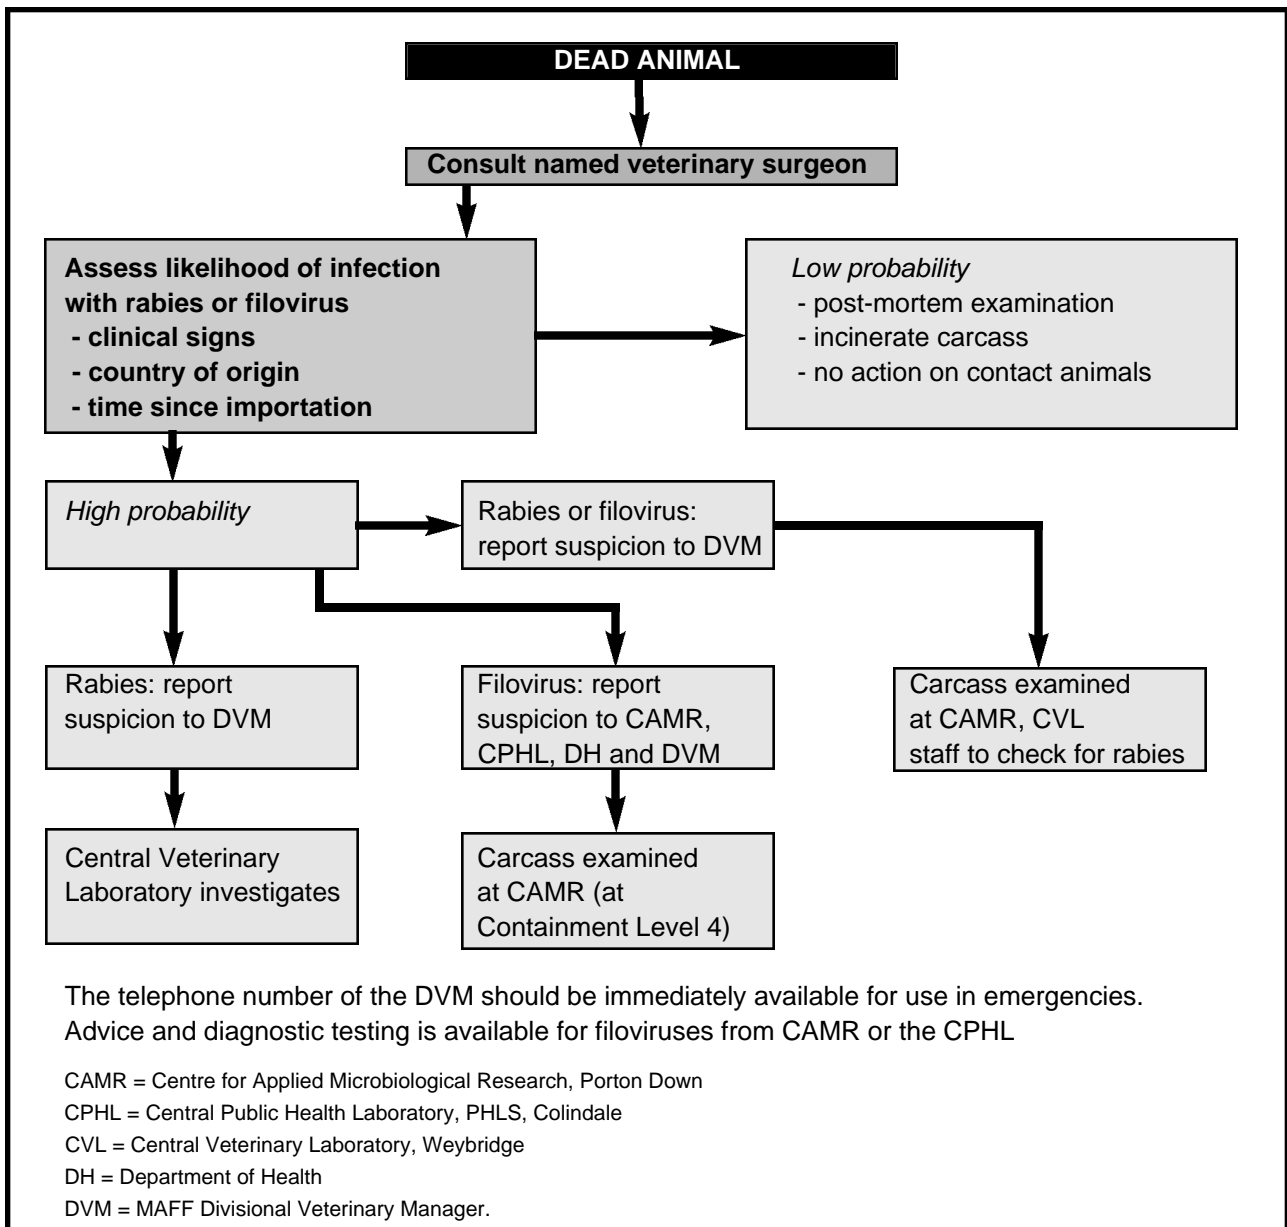 DEAD ANIMAL
Consult named veterinary surgeon
Assess likelihood of infection
with rabies or filovirus
- clinical signs
- country of origin
- time since importation
Low probability
- post-mortem examination
- incinerate carcass
- no action on contact animals
High probability
Rabies or filovirus:
report suspicion to DVM
Rabies: report
suspicion to DVM
Filovirus: report
suspicion to CAMR,
CPHL, DH and DVM
Carcass examined
at CAMR, CVL
staff to check for rabies
Central Veterinary
Laboratory investigates
Carcass examined
at CAMR (at
Containment Level 4)
The telephone number of the DVM should be immediately available for use in emergencies.
Advice and diagnostic testing is available for filoviruses from CAMR or the CPHL
CAMR = Centre for Applied Microbiological Research, Porton Down
CPHL = Central Public Health Laboratory, PHLS, Colindale
CVL = Central Veterinary Laboratory, Weybridge
DH = Department of Health
DVM = MAFF Divisional Veterinary Manager.